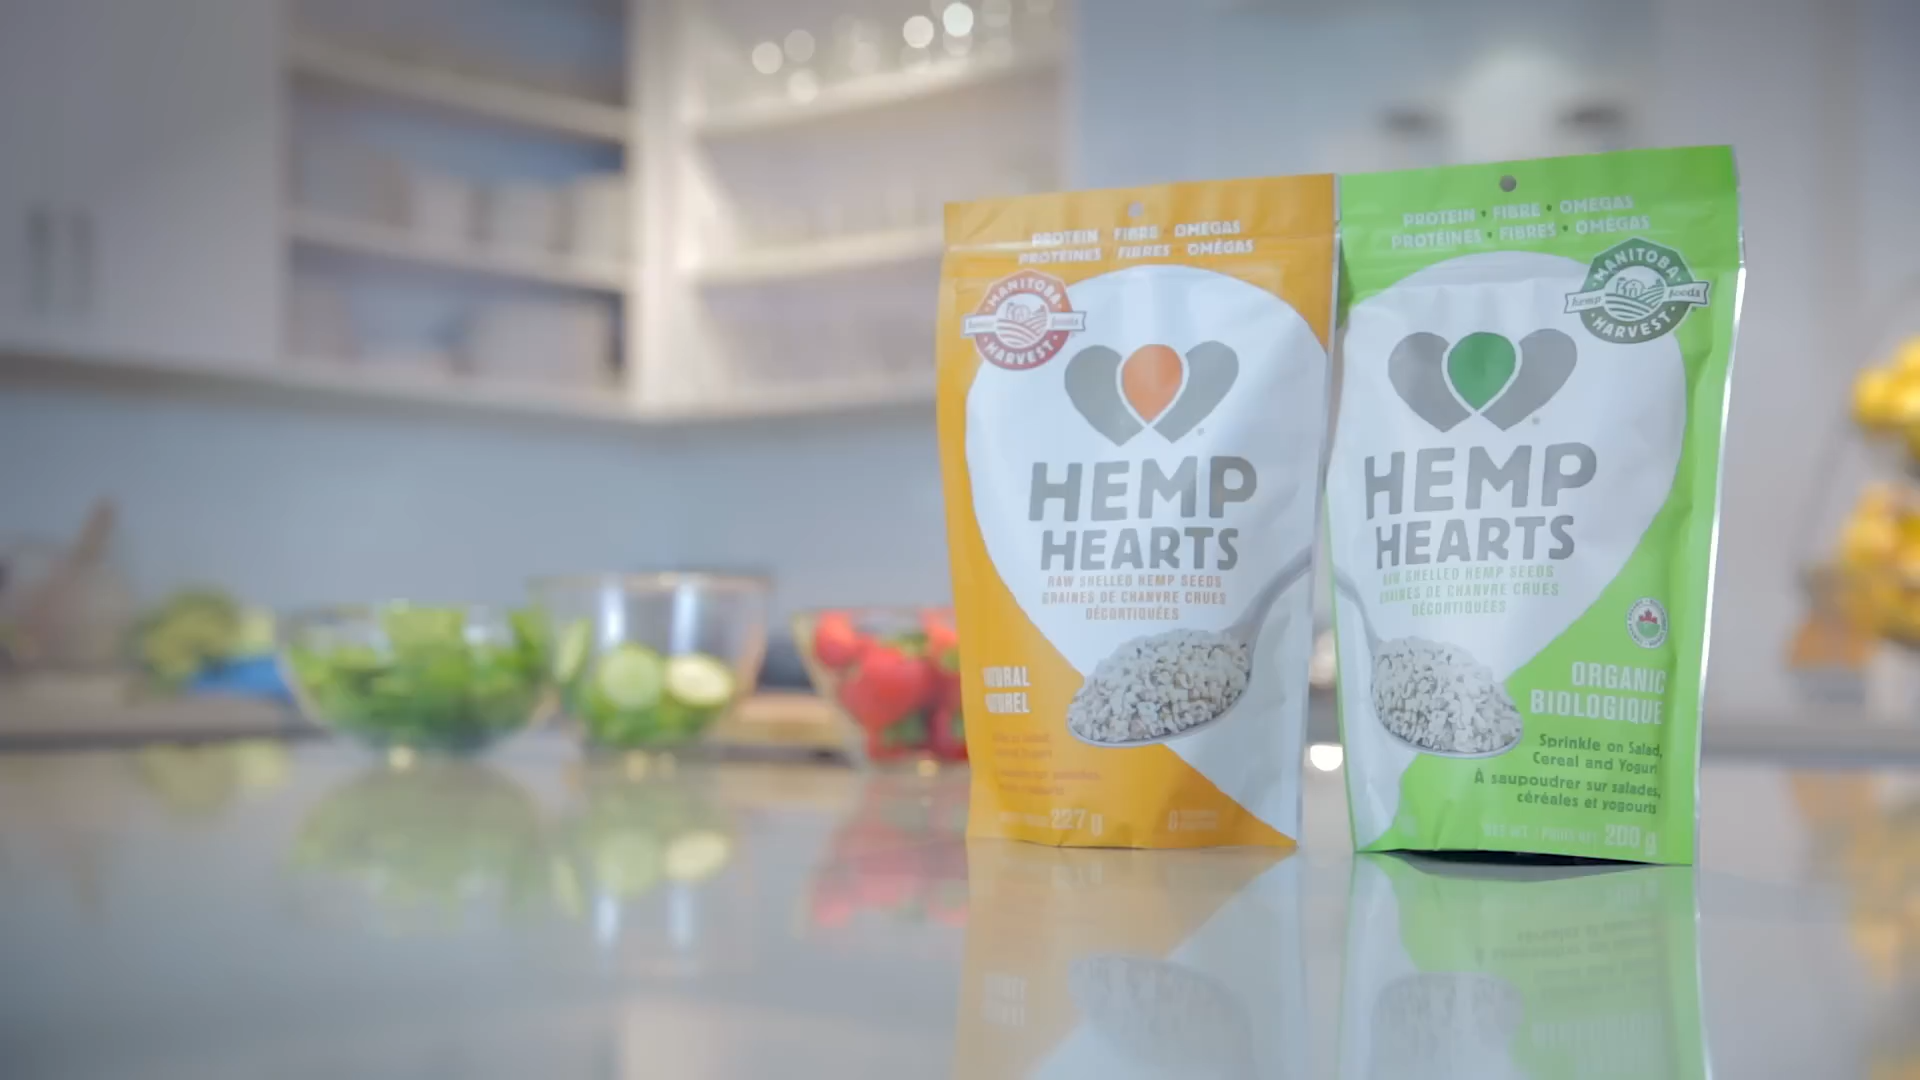 PROTEIN FIBRE OMEGAS
PROTÉINES FIBRES OMÉGAS
MANITOBA
hemp foods
HARVEST
HEMP
HEARTS
RAW SHELLED HEMP SEEDS
GRAINES DE CHANVRE CRUES
DÉCORTIQUÉES
227 g
PROTEIN • FIBRE • OMEGAS
PROTÉINES • FIBRES • OMÉGAS
MANITOBA
hemp foods
HARVEST
HEMP
HEARTS
RAW SHELLED HEMP SEEDS
GRAINES DE CHANVRE CRUES
DÉCORTIQUÉES
ORGANIC
BIOLOGIQUE
Sprinkle on Salad,
Cereal and Yogurt
À saupoudrer sur salades,
céréales et yogourts
NET WT. / POIDS NET 200 g